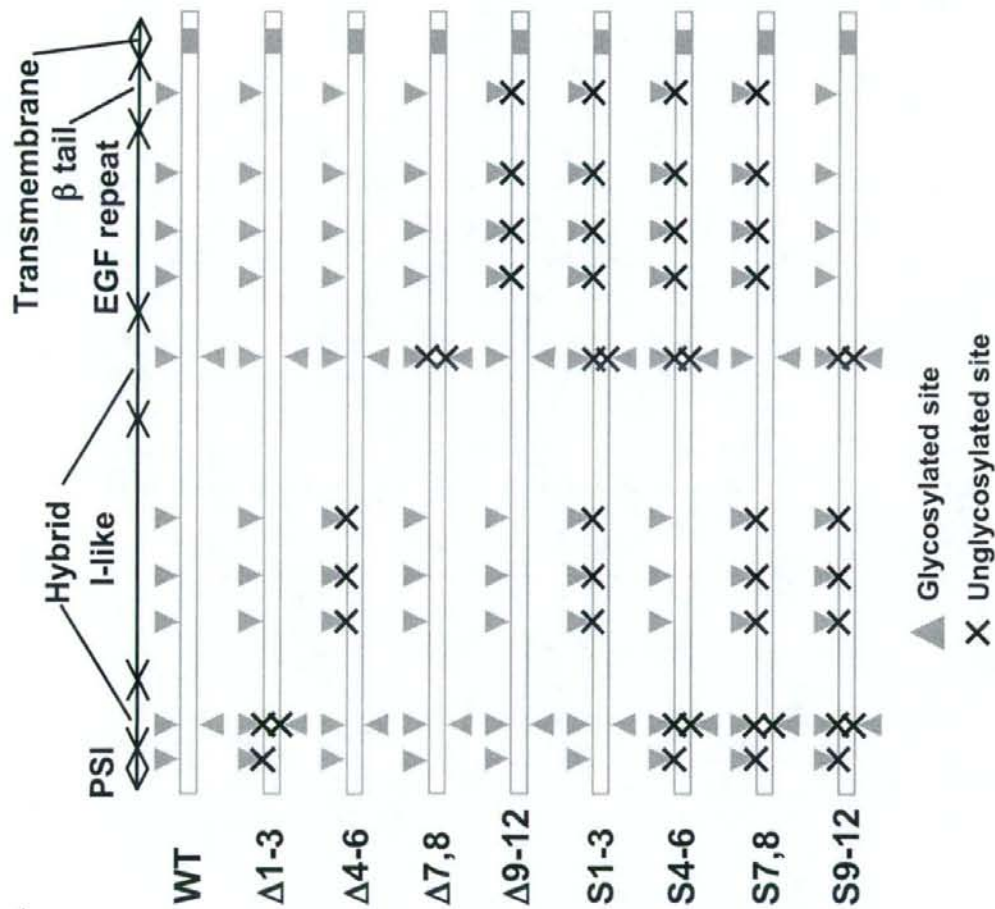 Transmembrane
β tail
EGF repeat
Hybrid
I-like
PSI
WT
Δ1-3
Δ4-6
Δ7,8
Δ9-12
S1-3
S4-6
S7,8
S9-12
Glycosylated site
Unglycosylated site